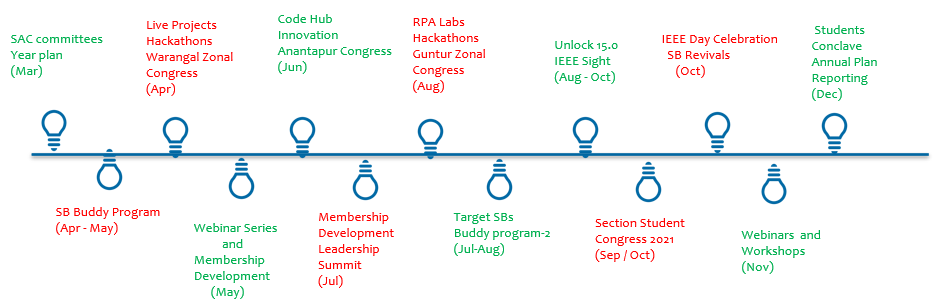 SAC committees
Year plan
(Mar)
SB Buddy Program
(Apr - May)
Live Projects
Hackathons
Warangal Zonal
Congress
(Apr)
Webinar Series
and
Membership
Development
(May)
Code Hub
Innovation
Anantapur Congress
(Jun)
Membership
Development
Leadership
Summit
(Jul)
RPA Labs
Hackathons
Guntur Zonal
Congress
(Aug)
Target SBs
Buddy program-2
(Jul-Aug)
Unlock 15.0
IEEE Sight
(Aug - Oct)
Section Student
Congress 2021
(Sep / Oct)
IEEE Day Celebration
SB Revivals
(Oct)
Webinars and
Workshops
(Nov)
Students
Conclave
Annual Plan
Reporting
(Dec)